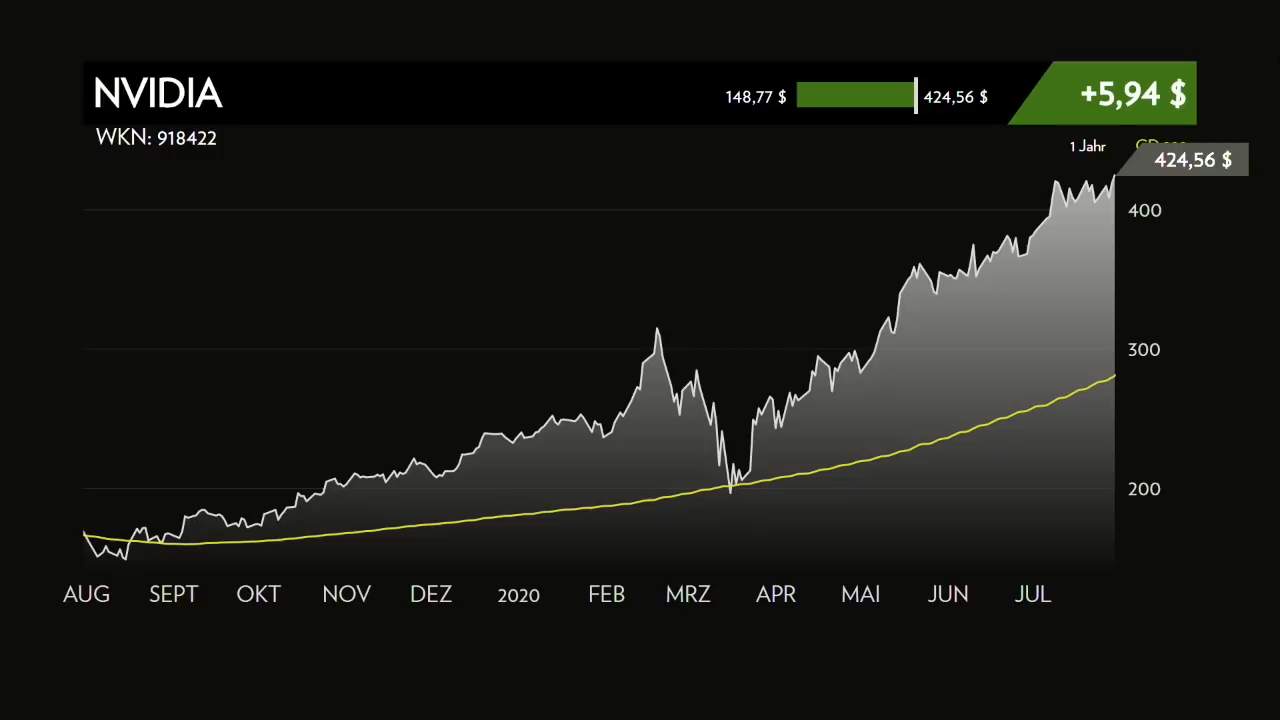 NVIDIA
148,77 $ 424,56 $
+5,94 $
WKN: 918422
1 Jahr
424,56 $
400
300
200
AUG SEPT OKT NOV DEZ 2020 FEB MRZ APR MAI JUN JUL